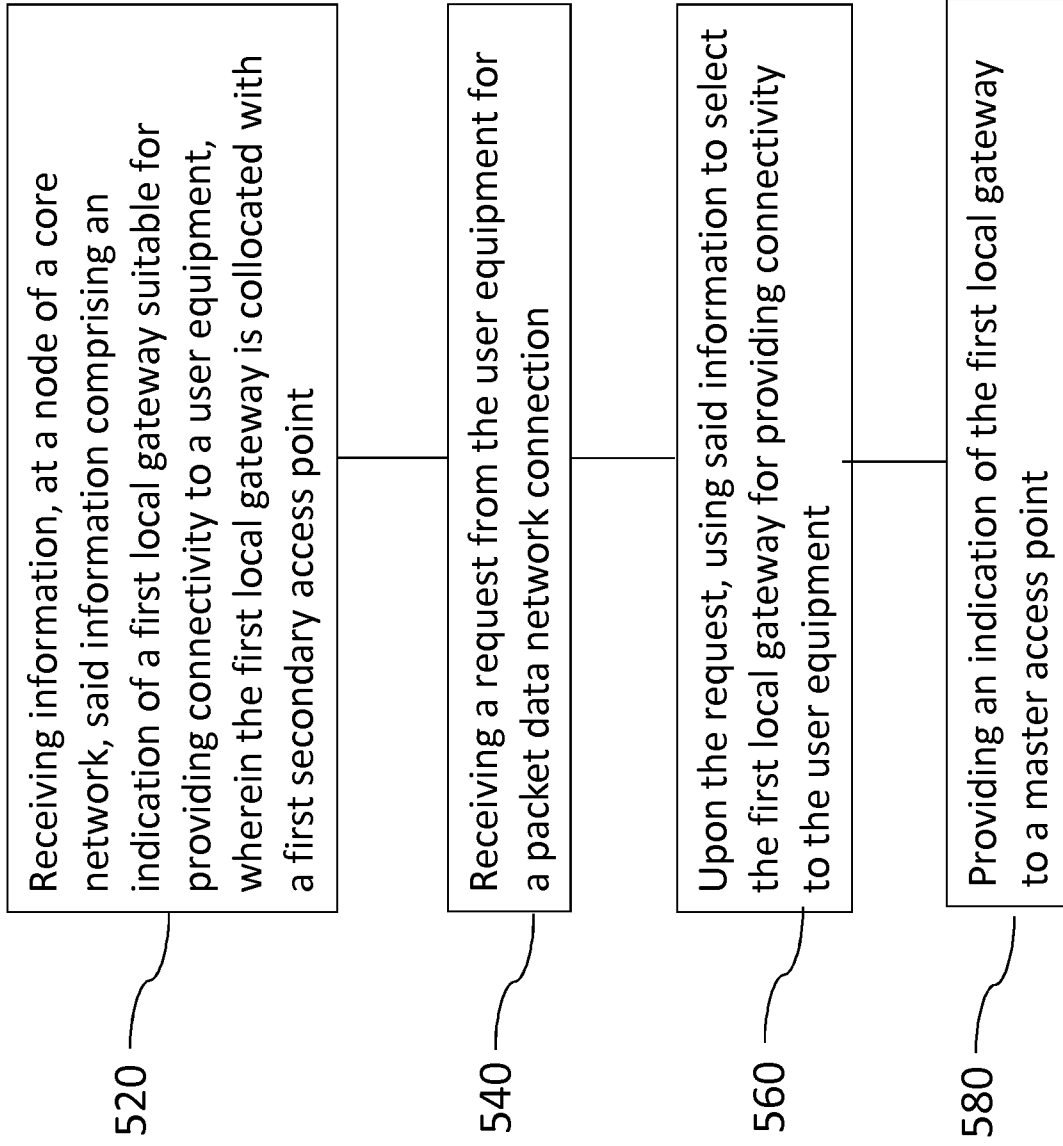 520
Receiving information, at a node of a core
network, said information comprising an
indication of a first local gateway suitable for
providing connectivity to a user equipment,
wherein the first local gateway is collocated with
a first secondary access point
540
Receiving a request from the user equipment for
a packet data network connection
560
Upon the request, using said information to select
the first local gateway for providing connectivity
to the user equipment
580
Providing an indication of the first local gateway
to a master access point